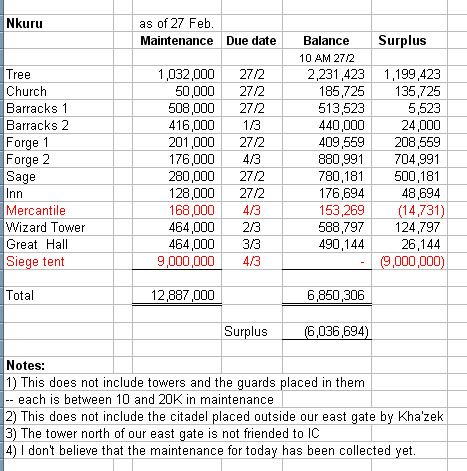 Nkuru as of 27 Feb.
Maintenance Due date Balance Surplus
10 AM 27/2
Tree 1,032,000 27/2 2,231,423 1,199,423
Church 50,000 27/2 185,725 135,725
Barracks 1 508,000 27/2 513,523 5,523
Barracks 2 416,000 1/3 440,000 24,000
Forge 1 201,000 27/2 409,559 208,559
Forge 2 176,000 4/3 880,991 704,991
Sage 280,000 27/2 780,181 500,181
Inn 128,000 27/2 176,694 48,694
Mercantile 168,000 4/3 153,269 (14,731)
Wizard Tower 464,000 2/3 588,797 124,797
Great Hall 464,000 3/3 490,144 26,144
Siege tent 9,000,000 4/3 - (9,000,000)
Total 12,887,000 6,850,306
Surplus (6,036,694)
Notes:
1) This does not include towers and the guards placed in them
-- each is between 10 and 20K in maintenance
2) This does not include the citadel placed outside our east gate by Kha'zek
3) The tower north of our east gate is not friended to IC
4) I don't believe that the maintenance for today has been collected yet.